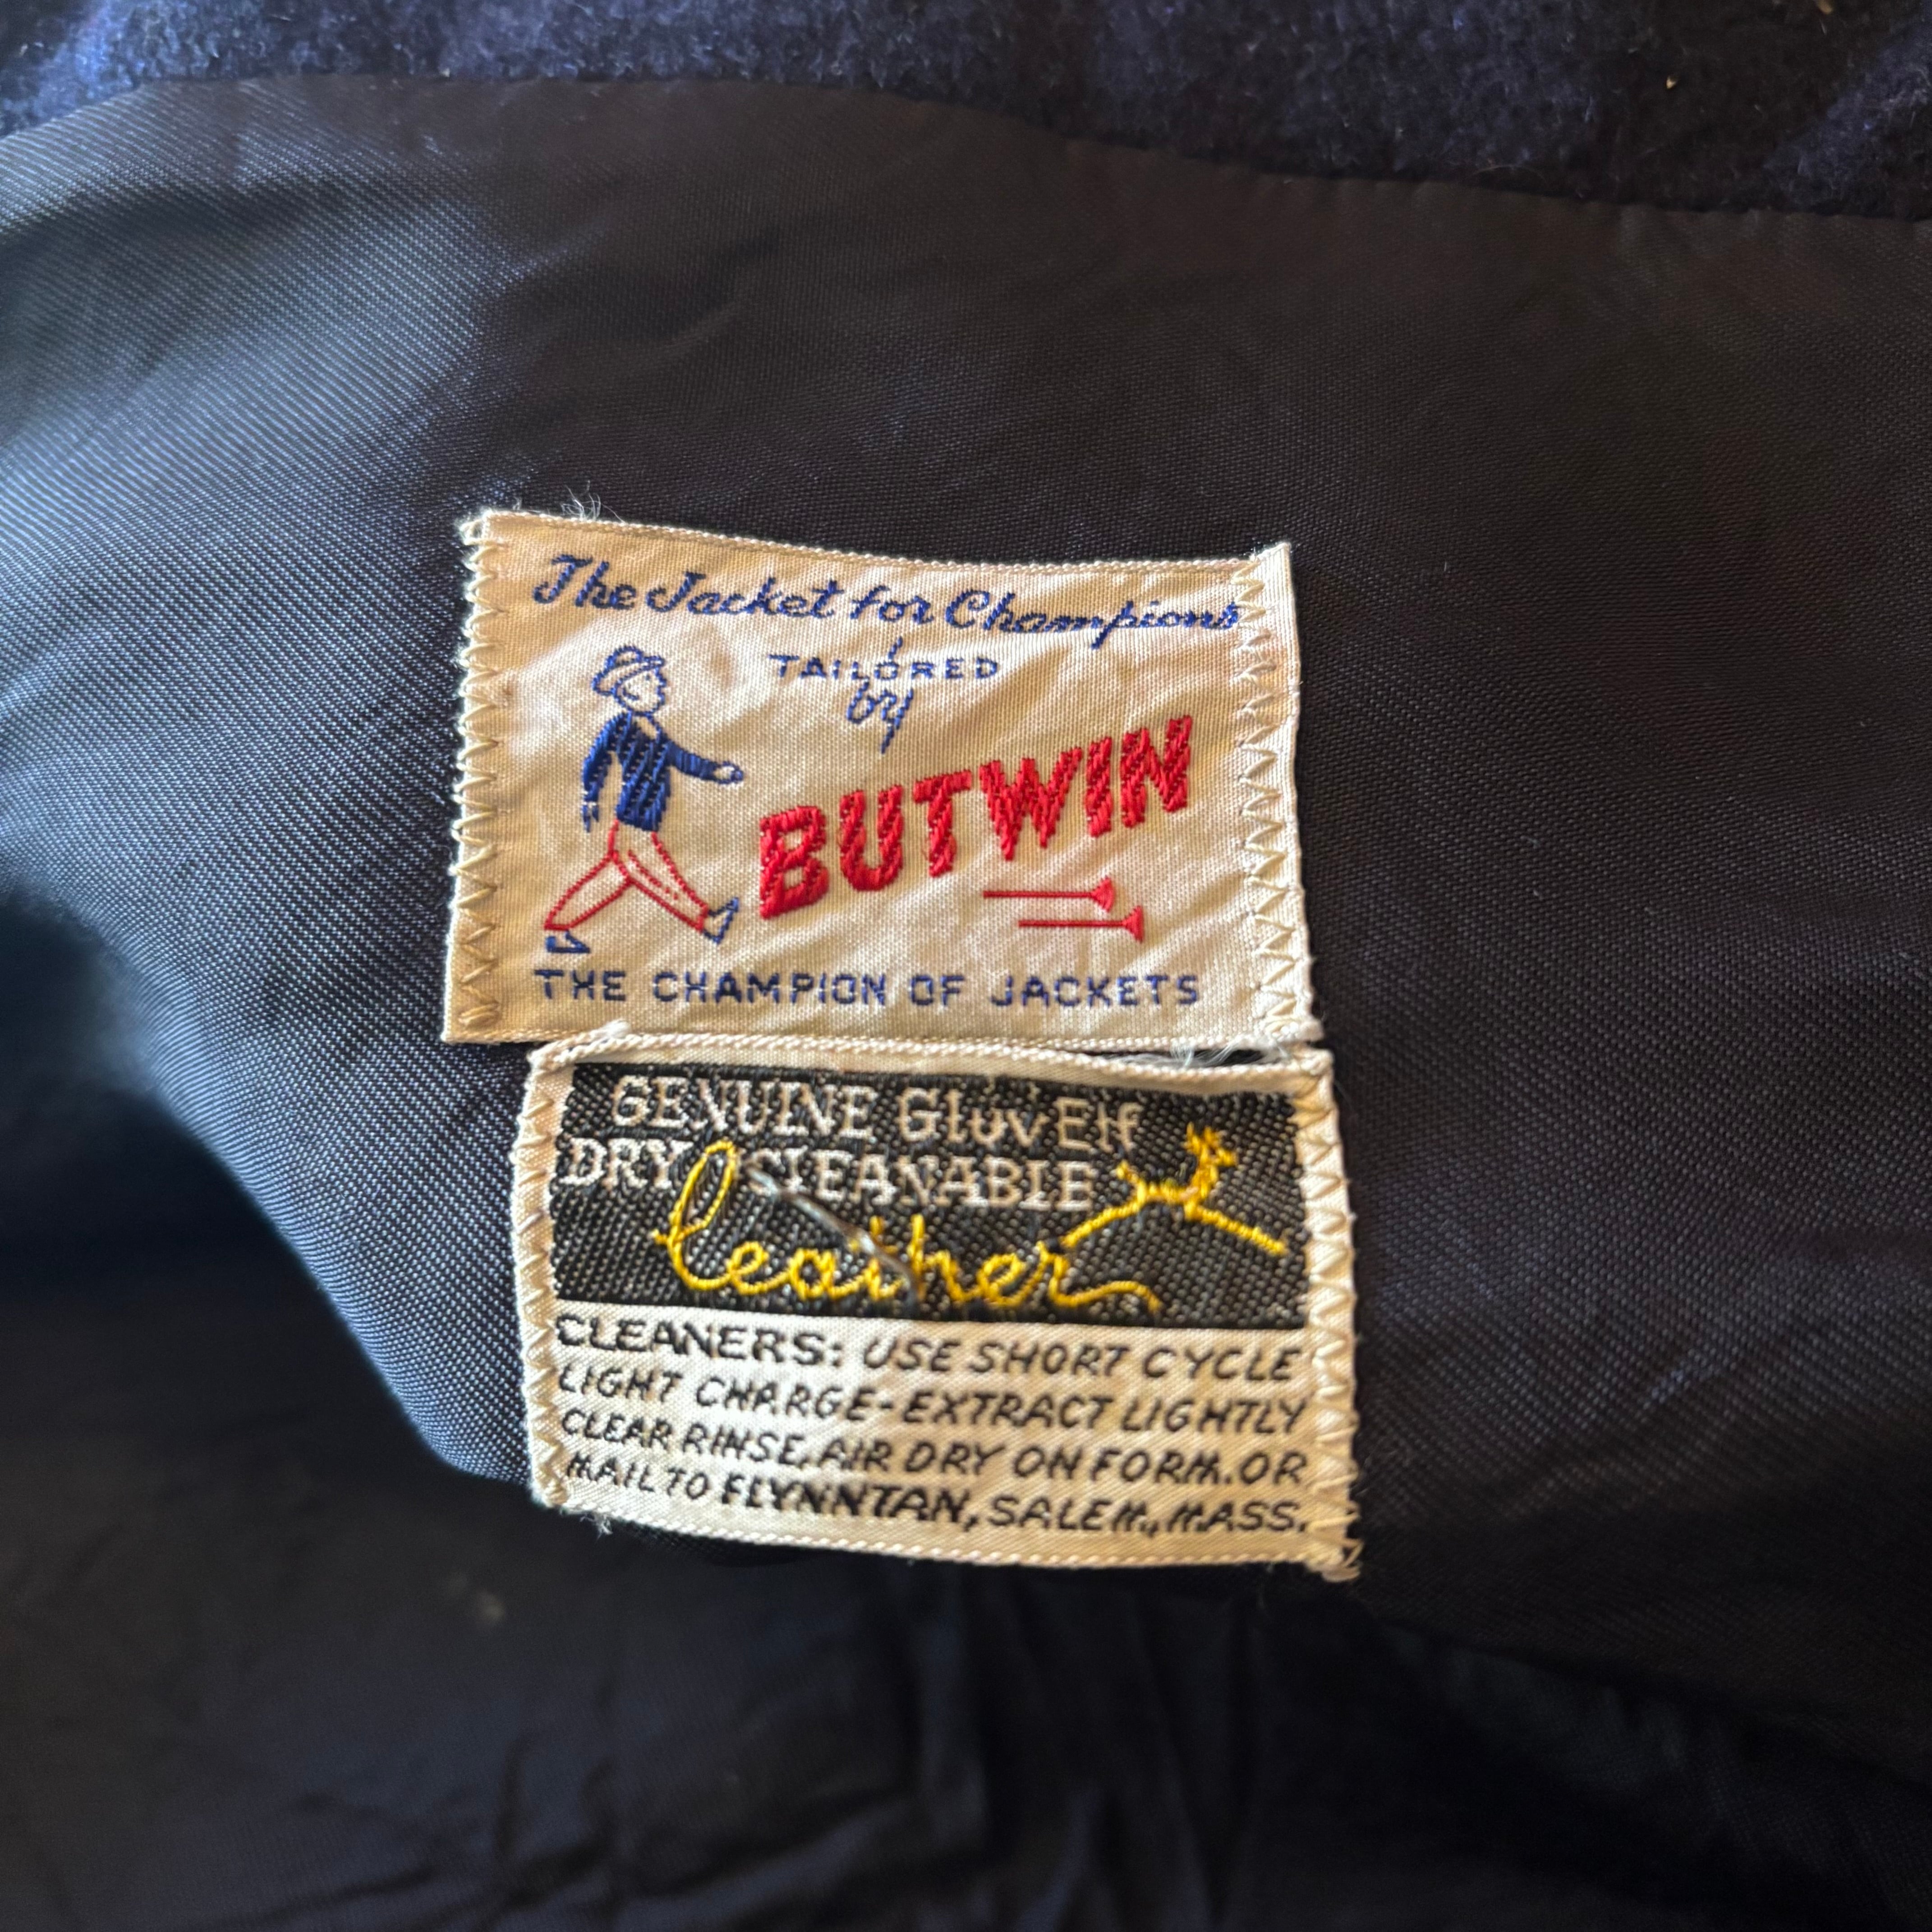 The Jacket for Champions
TAILORED
by
BUTWIN
THE CHAMPION OF JACKETS
GENUINE GlovElf
DRY CLEANABLE
leather
CLEANERS: USE SHORT CYCLE
LIGHT CHARGE-EXTRACT LIGHTLY
CLEAR RINSE, AIR DRY ON FORM. OR
MAIL TO FLYNNTAN, SALEM, MASS.